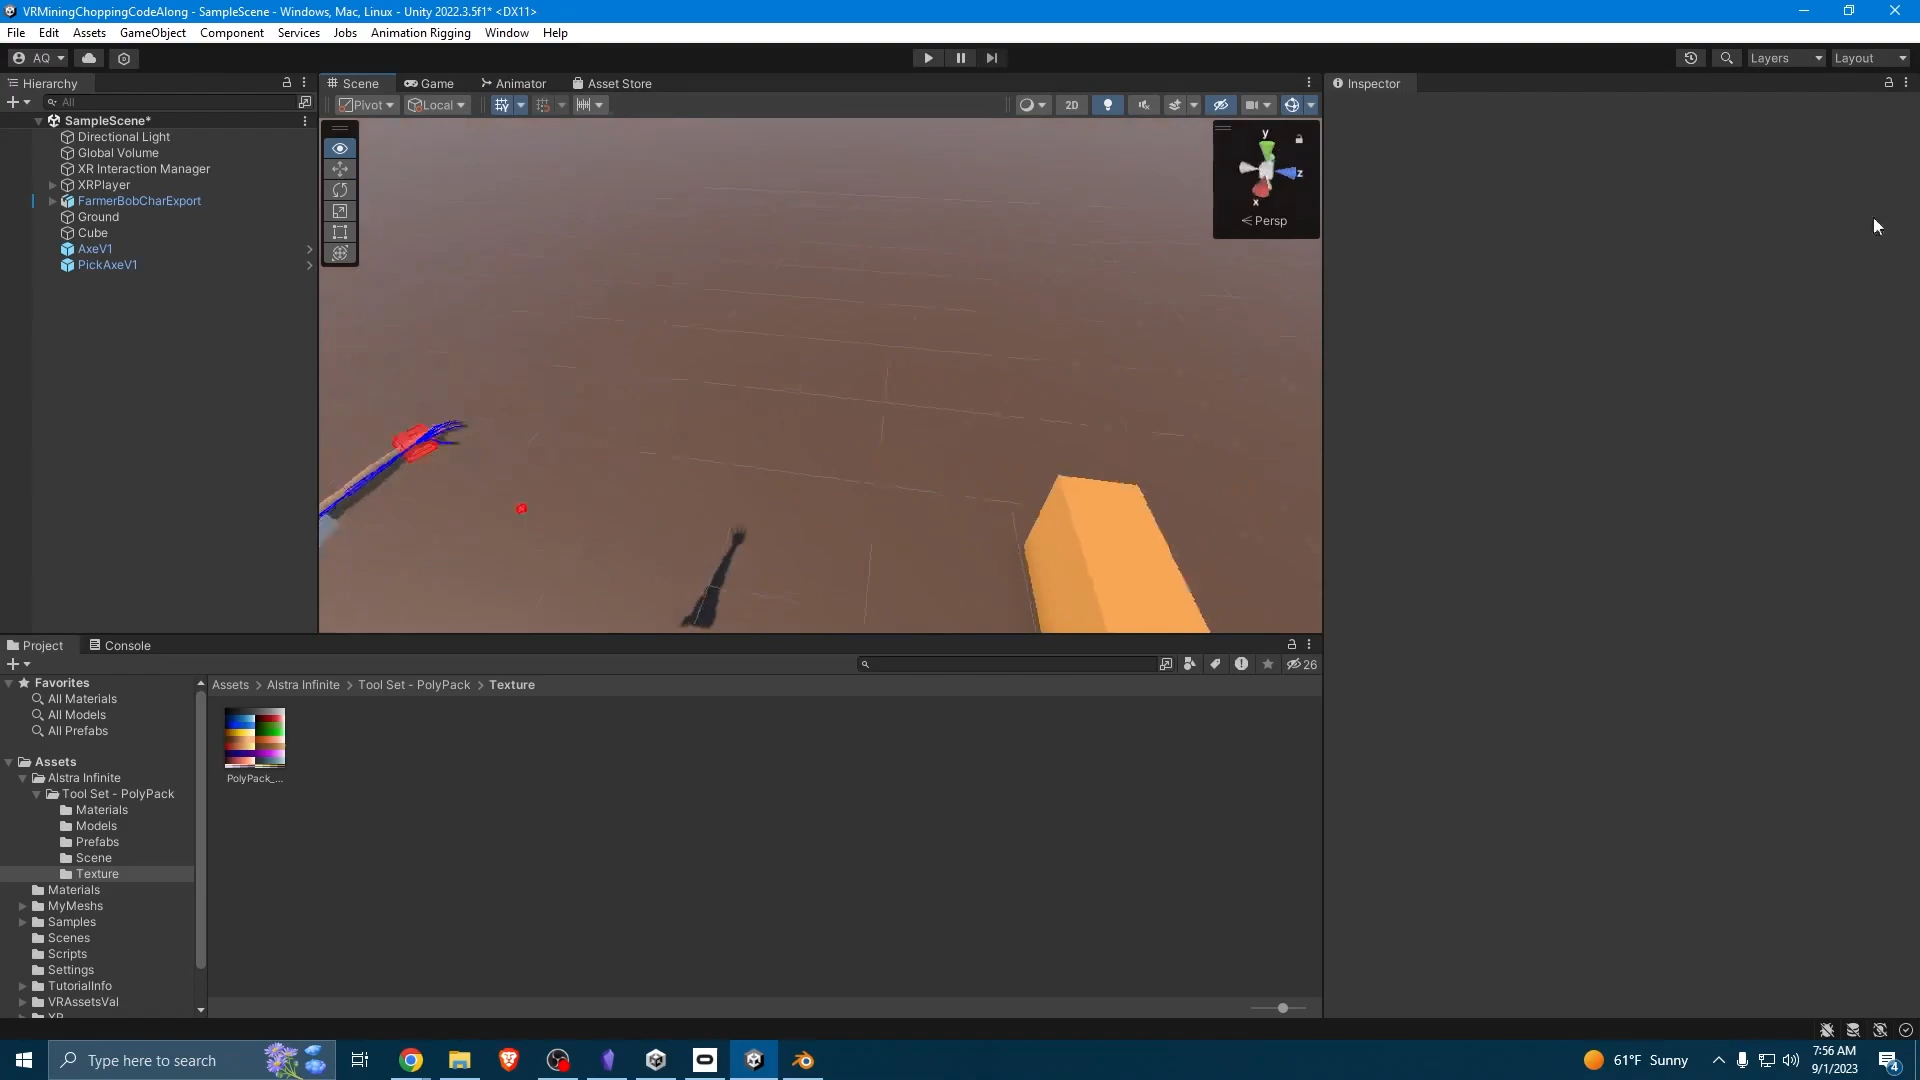 VRMiningChoppingCodeAlong - SampleScene - Windows, Mac, Linux - Unity 2022.3.5f1* <DX11>
File Edit Assets GameObject Component Services Jobs Animation Rigging Window Help
AQ Layers Layout
Hierarchy Scene Game Animator Asset Store Inspector
All Pivot Local 2D
SampleScene*
Directional Light
Global Volume
XR Interaction Manager
XRPlayer
FarmerBobCharExport
Ground
Cube
AxeV1
PickAxeV1
y
z
x
Persp
Project Console
26
Favorites
All Materials
All Models
All Prefabs
Assets > Alstra Infinite > Tool Set - PolyPack > Texture
PolyPack_...
Assets
Alstra Infinite
Tool Set - PolyPack
Materials
Models
Prefabs
Scene
Texture
Materials
MyMeshs
Samples
Scenes
Scripts
Settings
TutorialInfo
VRAssetsVal
XR
Type here to search
61°F Sunny
7:56 AM
9/1/2023
4